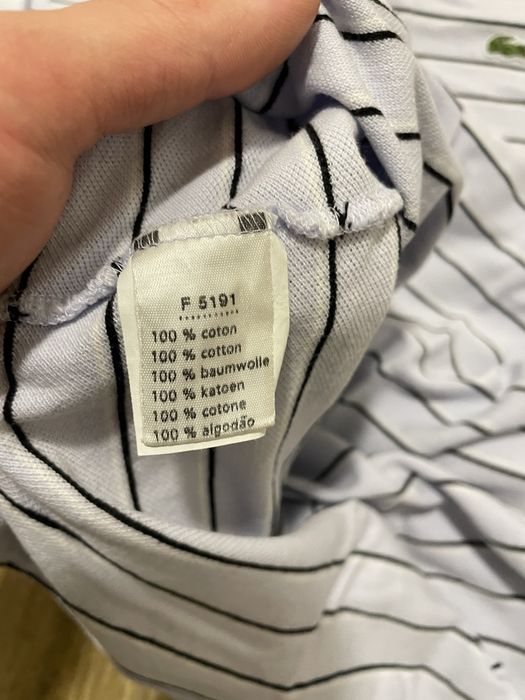 F 5191
100 % coton
100 % cotton
100 % baumwolle
100 % katoen
100 % cotone
100 % algodão